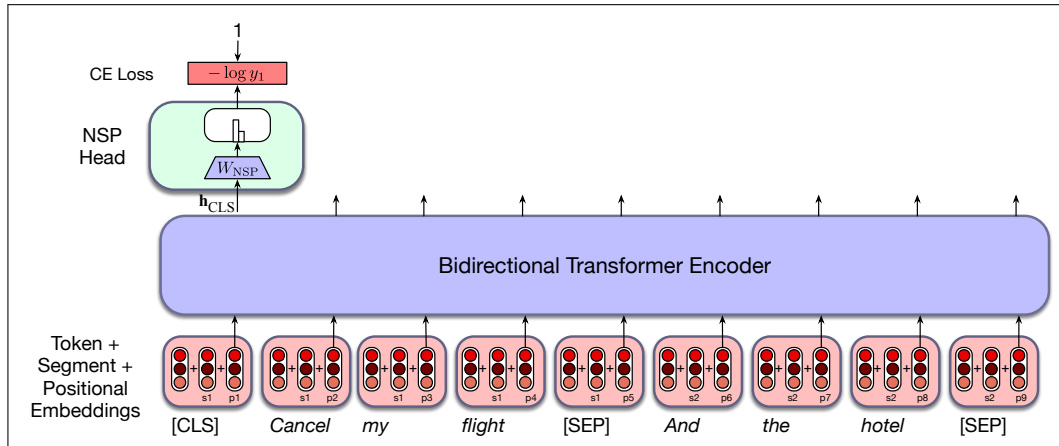 1
CE Loss
− log y₁
NSP
Head
W_NSP
h_CLS
Bidirectional Transformer Encoder
Token +
Segment +
Positional
Embeddings
+ + s1 p1
+ + s1 p2
+ + s1 p3
+ + s1 p4
+ + s1 p5
+ + s2 p6
+ + s2 p7
+ + s2 p8
+ + s2 p9
[CLS] Cancel my flight [SEP] And the hotel [SEP]